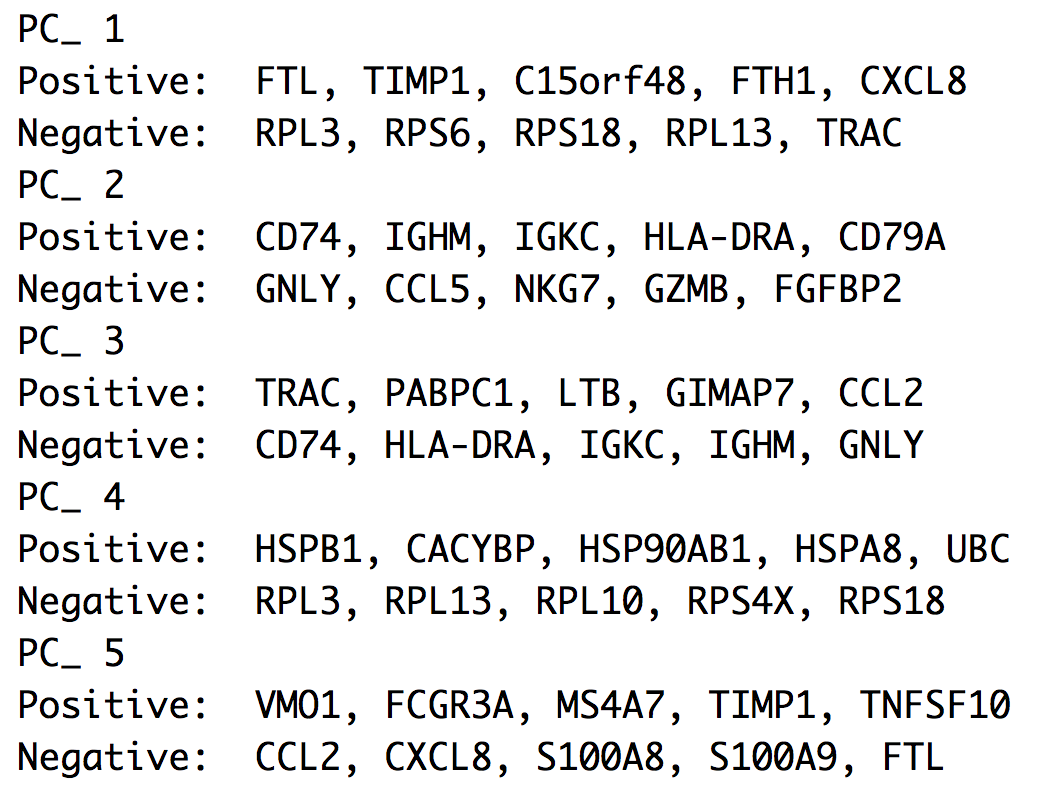 PC_ 1
Positive:  FTL, TIMP1, C15orf48, FTH1, CXCL8
Negative:  RPL3, RPS6, RPS18, RPL13, TRAC
PC_ 2
Positive:  CD74, IGHM, IGKC, HLA-DRA, CD79A
Negative:  GNLY, CCL5, NKG7, GZMB, FGFBP2
PC_ 3
Positive:  TRAC, PABPC1, LTB, GIMAP7, CCL2
Negative:  CD74, HLA-DRA, IGKC, IGHM, GNLY
PC_ 4
Positive:  HSPB1, CACYBP, HSP90AB1, HSPA8, UBC
Negative:  RPL3, RPL13, RPL10, RPS4X, RPS18
PC_ 5
Positive:  VMO1, FCGR3A, MS4A7, TIMP1, TNFSF10
Negative:  CCL2, CXCL8, S100A8, S100A9, FTL